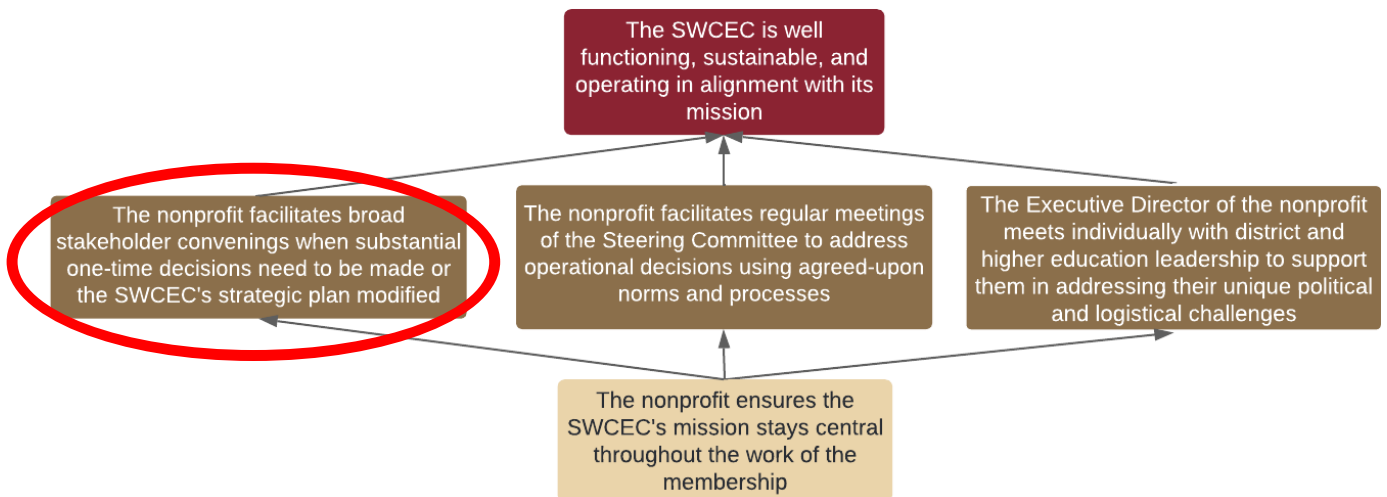 The SWCEC is well
functioning, sustainable, and
operating in alignment with its
mission
The nonprofit facilitates broad
stakeholder convenings when substantial
one-time decisions need to be made or
the SWCEC's strategic plan modified
The nonprofit facilitates regular meetings
of the Steering Committee to address
operational decisions using agreed-upon
norms and processes
The Executive Director of the nonprofit
meets individually with district and
higher education leadership to support
them in addressing their unique political
and logistical challenges
The nonprofit ensures the
SWCEC's mission stays central
throughout the work of the
membership